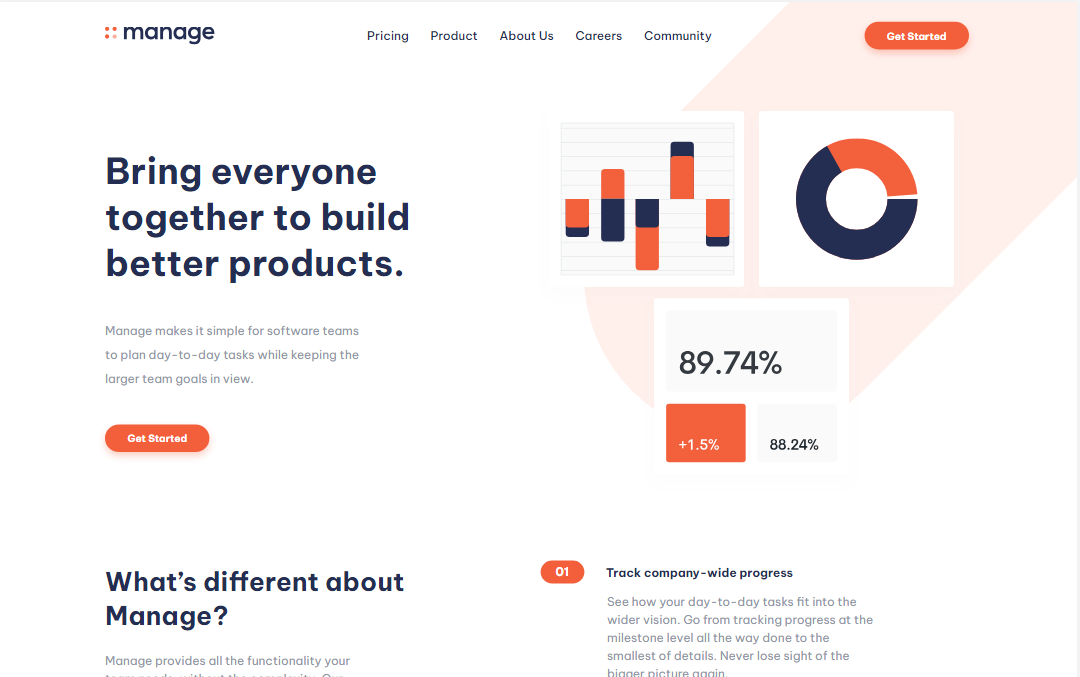 manage
Pricing
Product
About Us
Careers
Community
Get Started
Bring everyone
together to build
better products.
Manage makes it simple for software teams
to plan day-to-day tasks while keeping the
larger team goals in view.
Get Started
89.74%
+1.5%
88.24%
What's different about
Manage?
Manage provides all the functionality your
01
Track company-wide progress
See how your day-to-day tasks fit into the
wider vision. Go from tracking progress at the
milestone level all the way done to the
smallest of details. Never lose sight of the
bigger picture again.